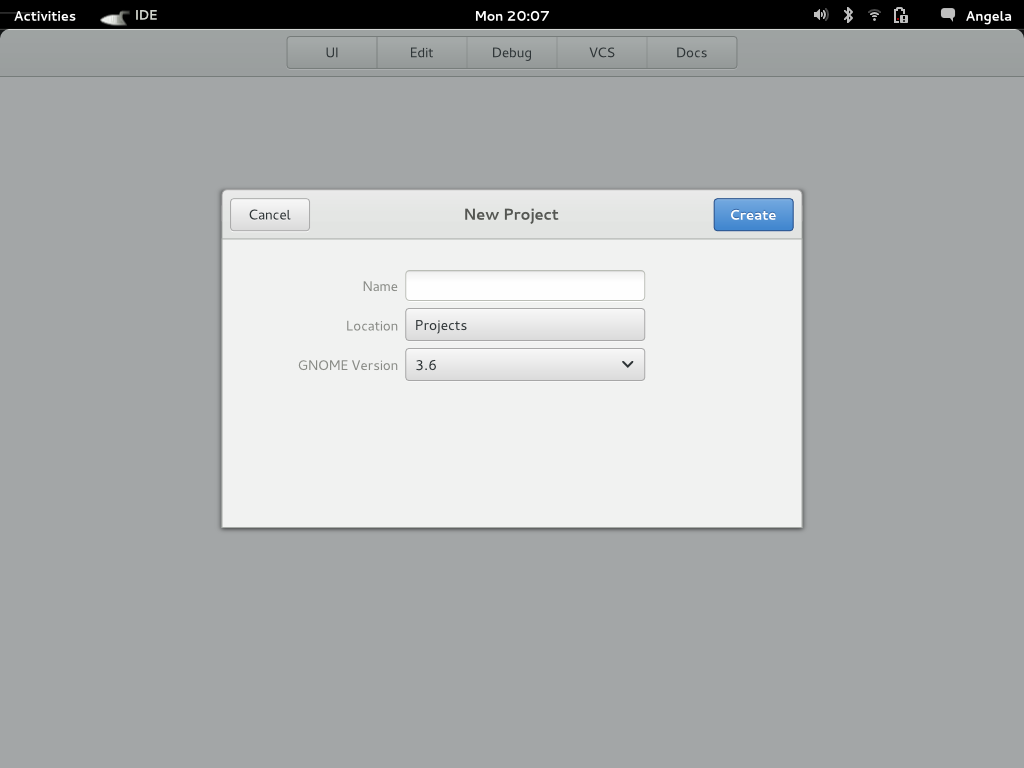 Activities IDE Mon 20:07 Angela
UI Edit Debug VCS Docs
Cancel New Project Create
Name
Location Projects
GNOME Version 3.6